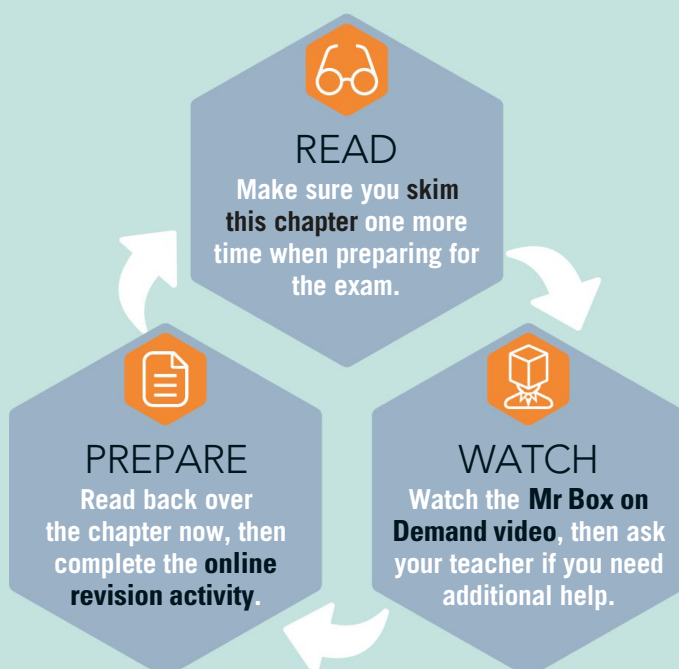 READ
Make sure you skim
this chapter one more
time when preparing for
the exam.
WATCH
Watch the Mr Box on
Demand video, then ask
your teacher if you need
additional help.
PREPARE
Read back over
the chapter now, then
complete the online
revision activity.